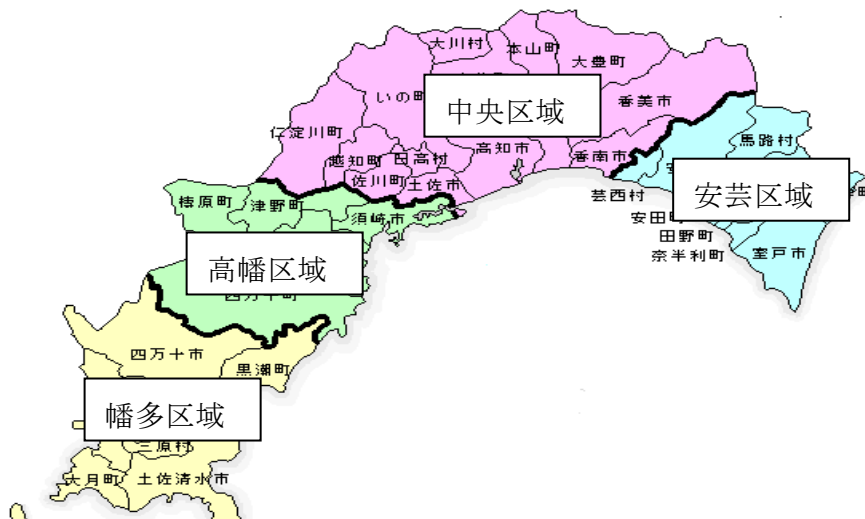 大川村
本山町
大豊町
いの町
中央区域
香美市
仁淀川町
馬路村
越知町
日高村
高知市
香南市
佐川町
土佐市
安芸区域
芸西村
梼原町
津野町
須崎市
田野町
奈半利町
室戸市
高幡区域
四万十町
四万十市
黒潮町
幡多区域
三原村
大月町
土佐清水市